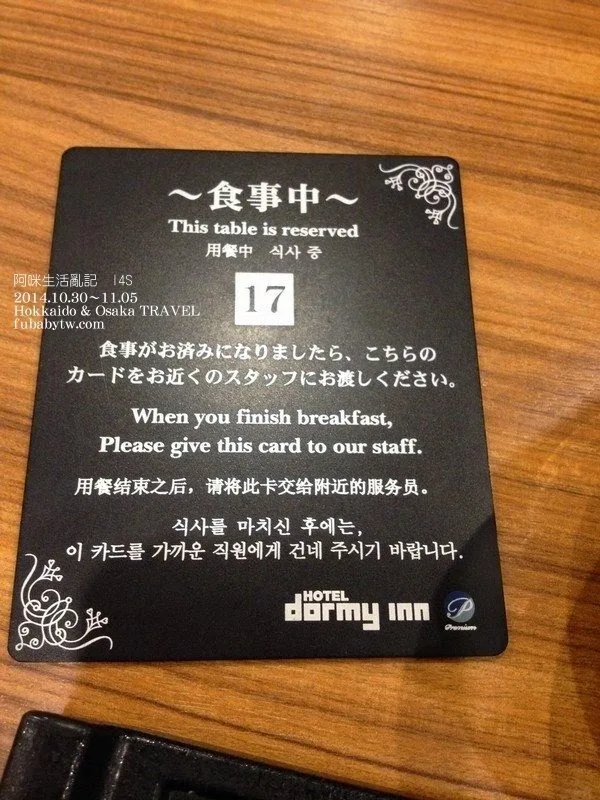 ～食事中～
This table is reserved
用餐中 식사 중
17
阿咪生活亂記 14S
2014.10.30～11.05
Hokkaido & Osaka TRAVEL
fubabytw.com
食事がお済みになりましたら、こちらの
カードをお近くのスタッフにお渡しください。
When you finish breakfast,
Please give this card to our staff.
用餐结束之后，请将此卡交给附近的服务员。
식사를 마치신 후에는,
이 카드를 가까운 직원에게 건네 주시기 바랍니다.
HOTEL
dormy inn
P
Premium